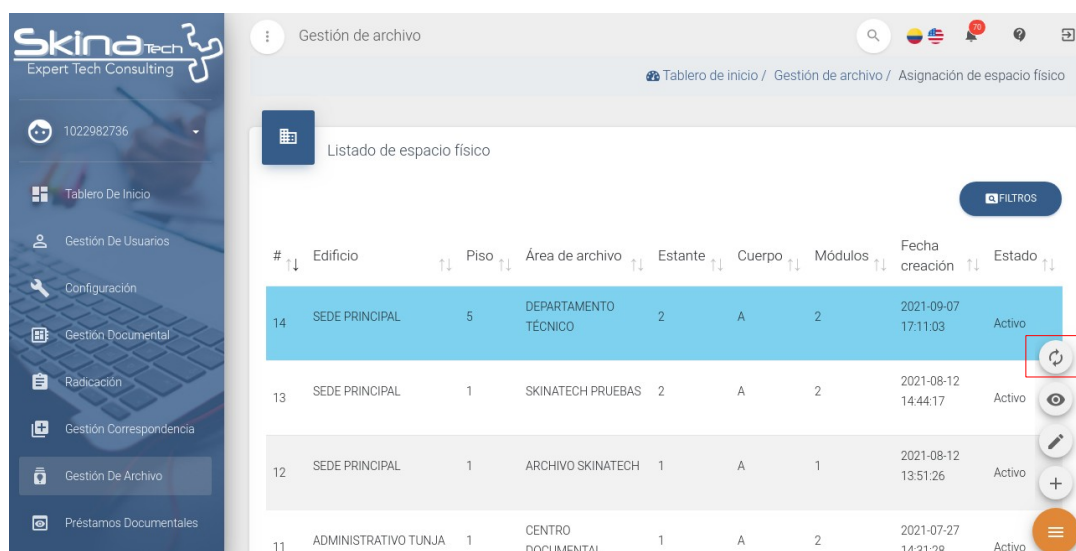 Skina Tech
Expert Tech Consulting
Gestión de archivo
70
Tablero de inicio / Gestión de archivo / Asignación de espacio físico
1022982736
Tablero De Inicio
Gestión De Usuarios
Configuración
Gestión Documental
Radicación
Gestión Correspondencia
Gestión De Archivo
Préstamos Documentales
Listado de espacio físico
FILTROS
# Edificio Piso Área de archivo Estante Cuerpo Módulos Fecha creación Estado
14 SEDE PRINCIPAL 5 DEPARTAMENTO TÉCNICO 2 A 2 2021-09-07 17:11:03 Activo
13 SEDE PRINCIPAL 1 SKINATECH PRUEBAS 2 A 2 2021-08-12 14:44:17 Activo
12 SEDE PRINCIPAL 1 ARCHIVO SKINATECH 1 A 1 2021-08-12 13:51:26 Activo
11 ADMINISTRATIVO TUNJA 1 CENTRO DOCUMENTAL 1 A 2 2021-07-27 14:31:28 Activo